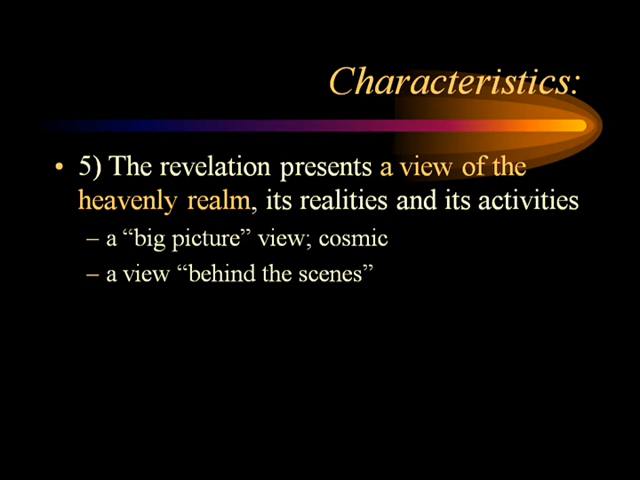 Characteristics:
• 5) The revelation presents a view of the
heavenly realm, its realities and its activities
– a “big picture” view; cosmic
– a view “behind the scenes”